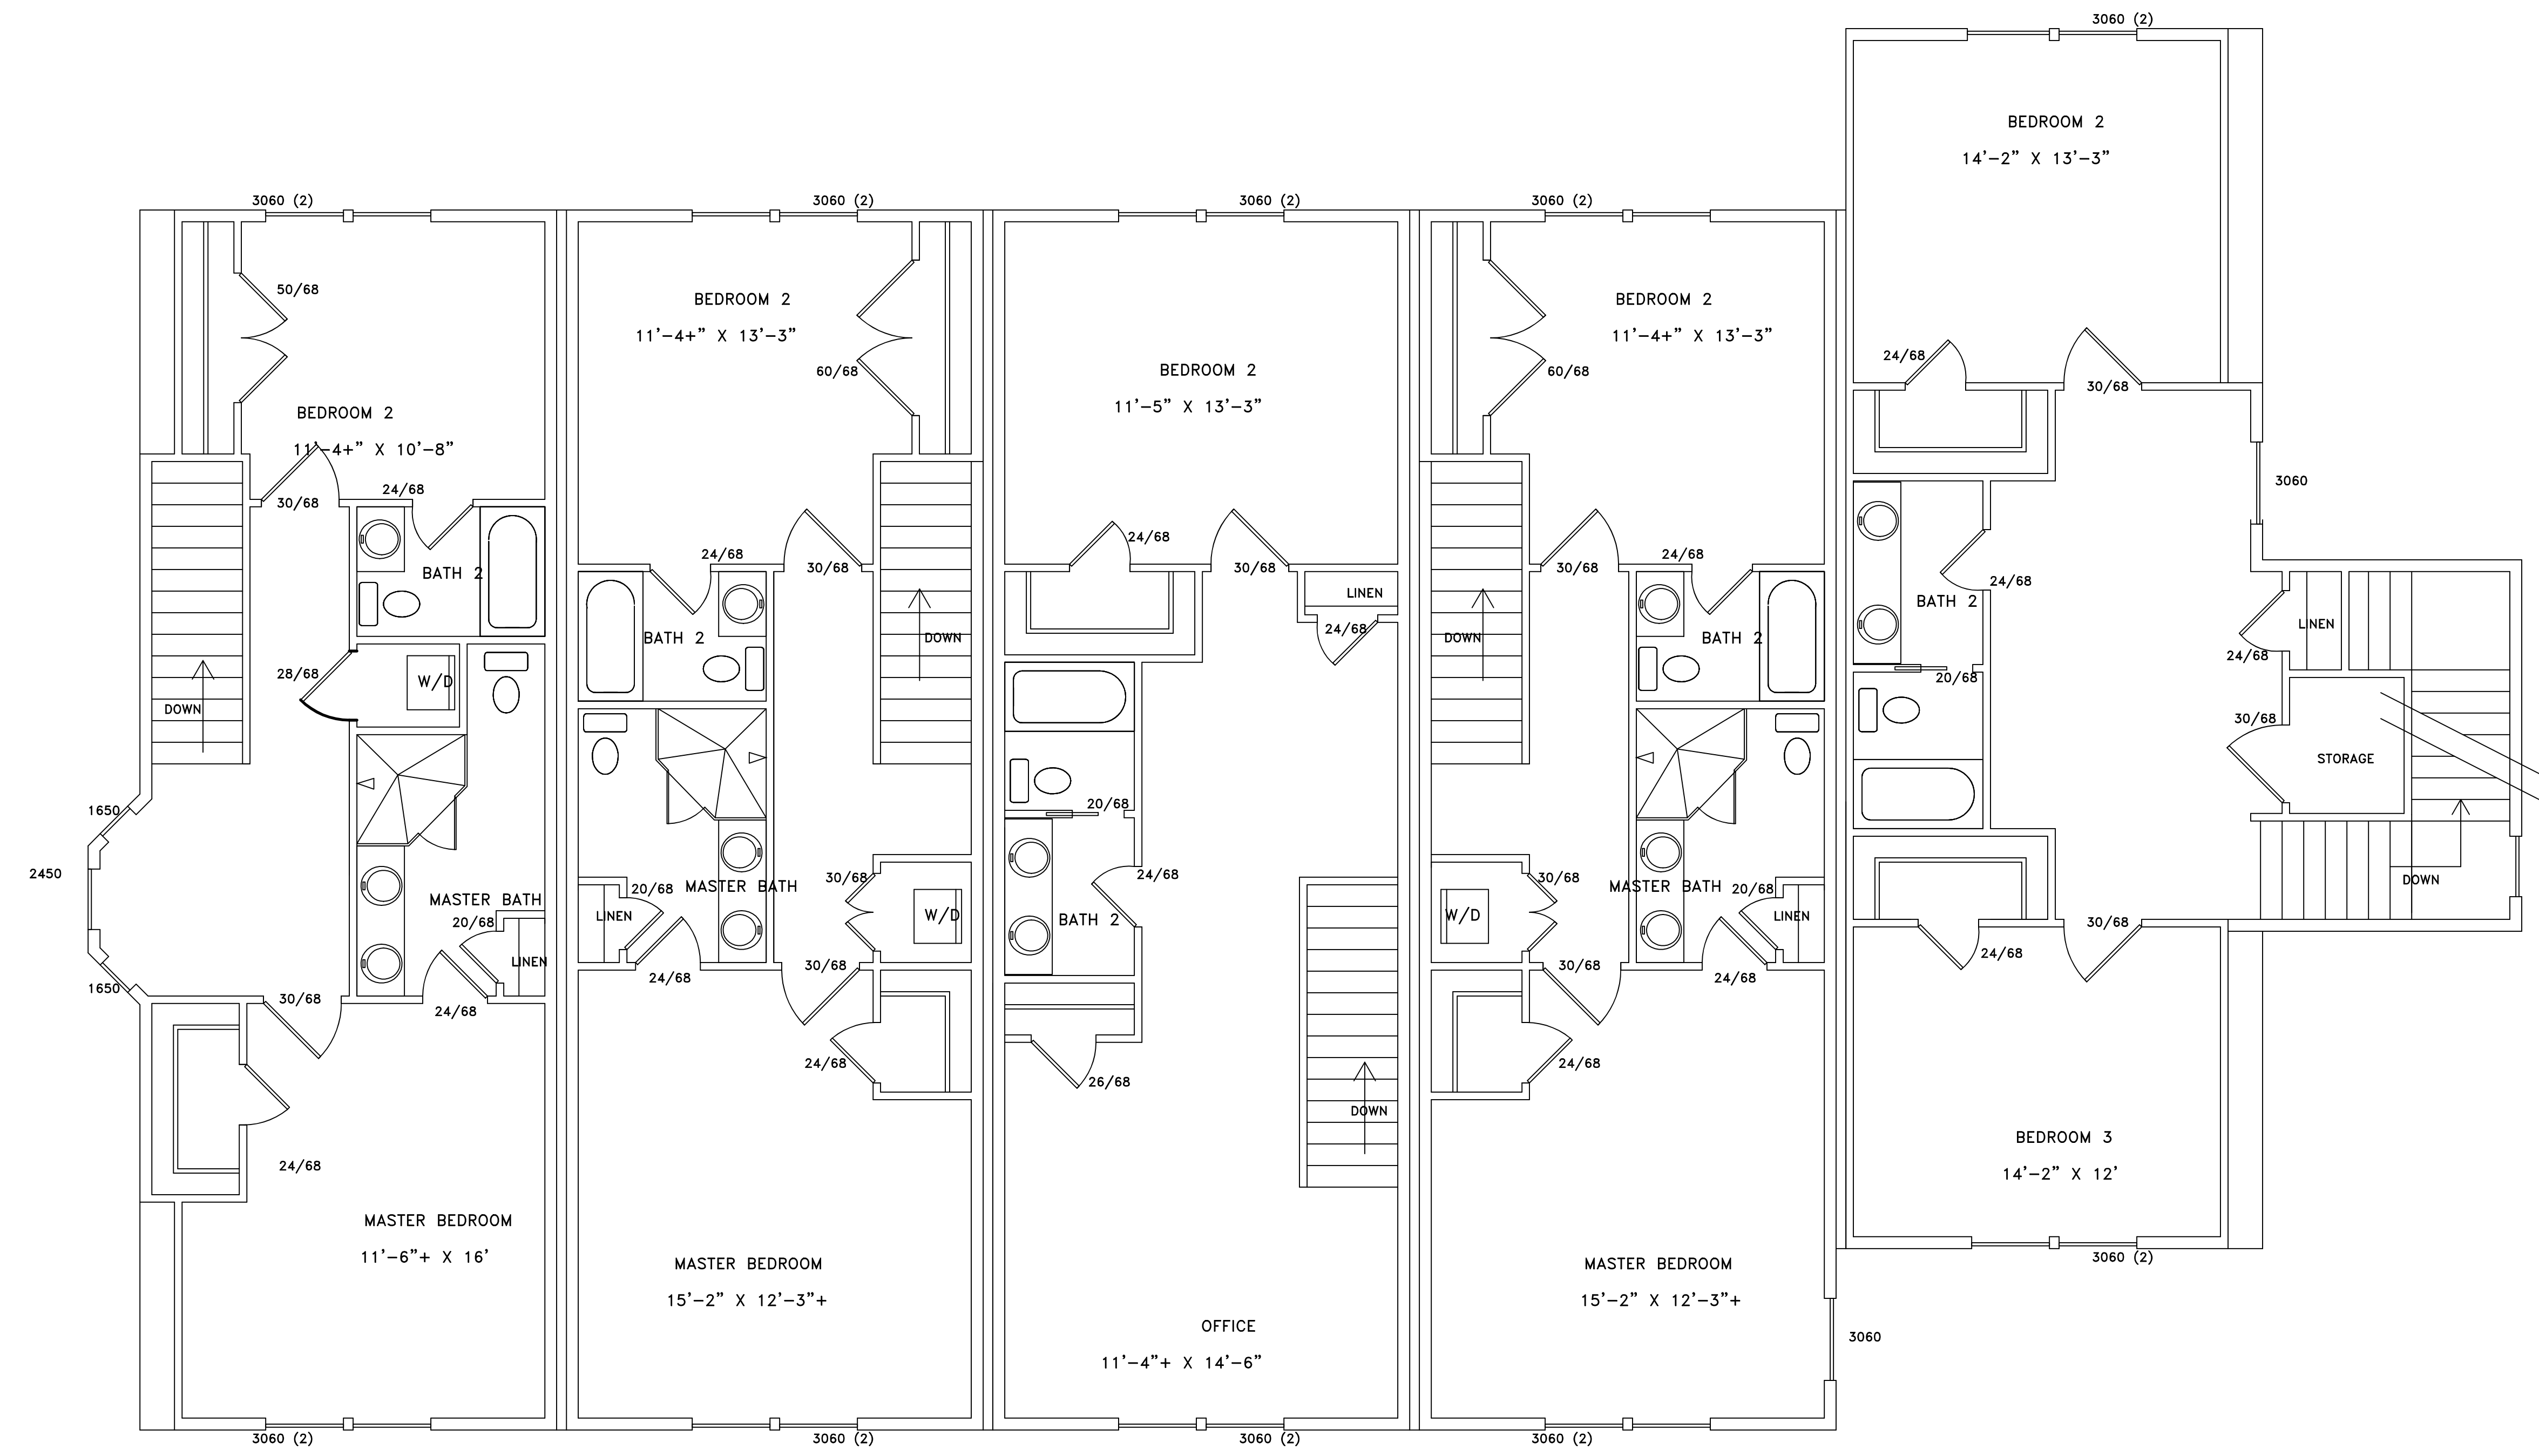 3060 (2)
BEDROOM 2
14'-2" X 13'-3"
24/68
30/68
3060
24/68
BATH 2
20/68
LINEN
24/68
30/68
STORAGE
DOWN
30/68
24/68
BEDROOM 3
14'-2" X 12'
3060 (2)
3060 (2)
50/68
BEDROOM 2
11'-4+" X 10'-8"
30/68
24/68
BATH 2
28/68
W/D
DOWN
1650
2450
1650
MASTER BATH
20/68
LINEN
30/68
24/68
24/68
MASTER BEDROOM
11'-6"+ X 16'
3060 (2)
3060 (2)
BEDROOM 2
11'-4+" X 13'-3"
60/68
24/68
30/68
BATH 2
DOWN
20/68
MASTER BATH
30/68
LINEN
W/D
24/68
30/68
24/68
MASTER BEDROOM
15'-2" X 12'-3"+
3060 (2)
3060 (2)
BEDROOM 2
11'-5" X 13'-3"
24/68
30/68
LINEN
24/68
20/68
24/68
BATH 2
26/68
DOWN
OFFICE
11'-4"+ X 14'-6"
3060 (2)
3060 (2)
BEDROOM 2
11'-4+" X 13'-3"
60/68
30/68
24/68
DOWN
BATH 2
30/68
MASTER BATH
20/68
W/D
LINEN
30/68
24/68
24/68
MASTER BEDROOM
15'-2" X 12'-3"+
3060
3060 (2)